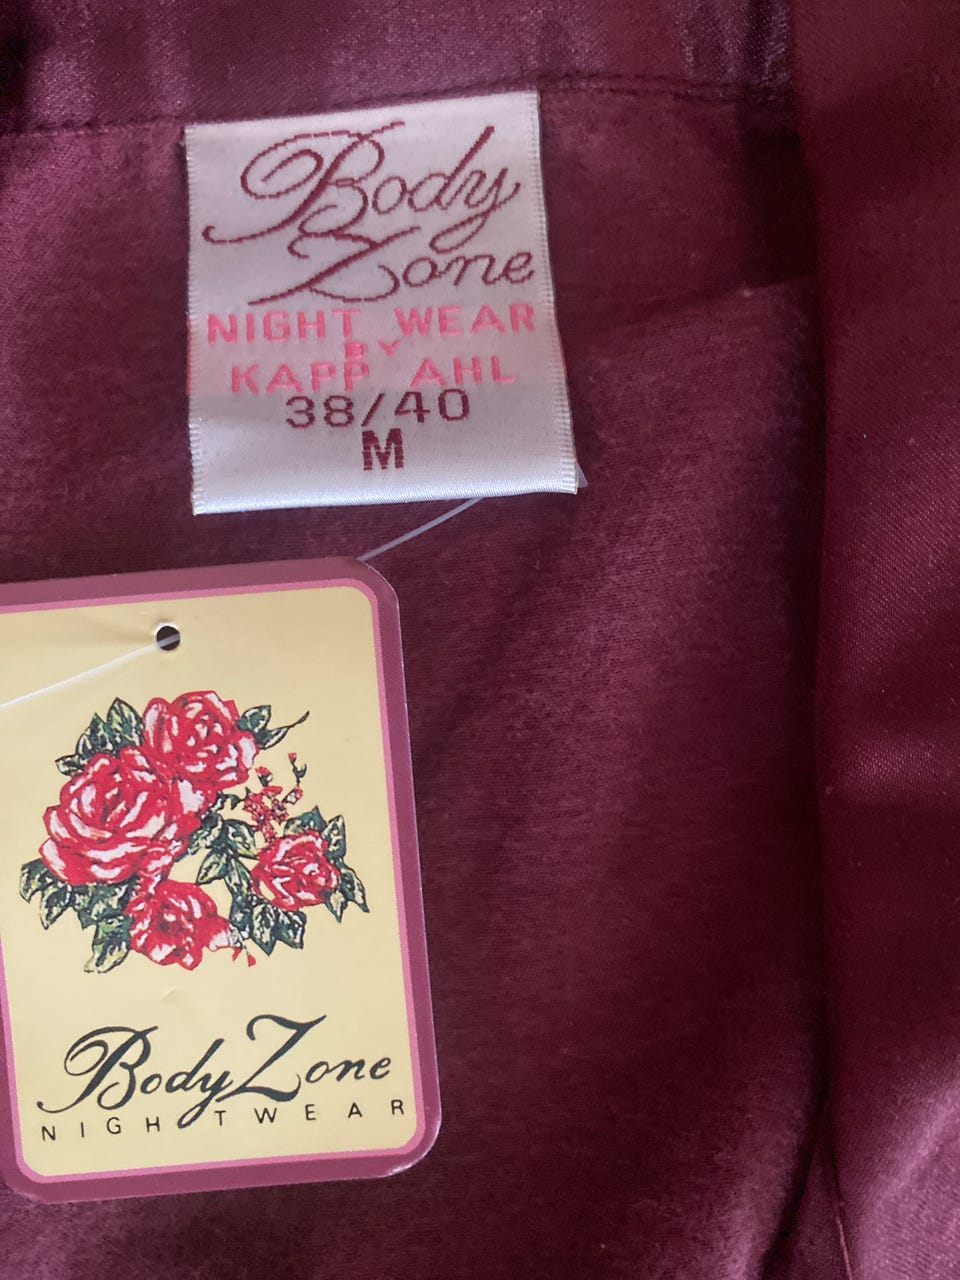 Body
Zone
NIGHT WEAR
BY
KAPP AHL
38/40
M
Body Zone
NIGHTWEAR